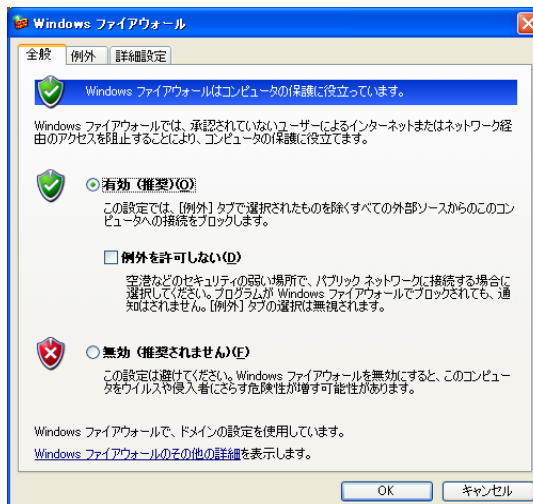 Windows ファイアウォール
全般 例外 詳細設定
Windows ファイアウォールはコンピュータの保護に役立っています。
Windows ファイアウォールでは、承認されていないユーザーによるインターネットまたはネットワーク経
由のアクセスを阻止することにより、コンピュータの保護に役立てます。
有効 (推奨)(O)
この設定では、[例外] タブで選択されたものを除くすべての外部ソースからのこのコン
ピュータへの接続をブロックします。
例外を許可しない(D)
空港などのセキュリティの弱い場所で、パブリック ネットワークに接続する場合に
選択してください。プログラムが Windows ファイアウォールでブロックされても、通
知はされません。[例外] タブの選択は無視されます。
無効 (推奨されません)(F)
この設定は避けてください。Windows ファイアウォールを無効にすると、このコンピュー
タをウイルスや侵入者にさらす危険性が増す可能性があります。
Windows ファイアウォールで、ドメインの設定を使用しています。
Windows ファイアウォールのその他の詳細を表示します。
OK キャンセル